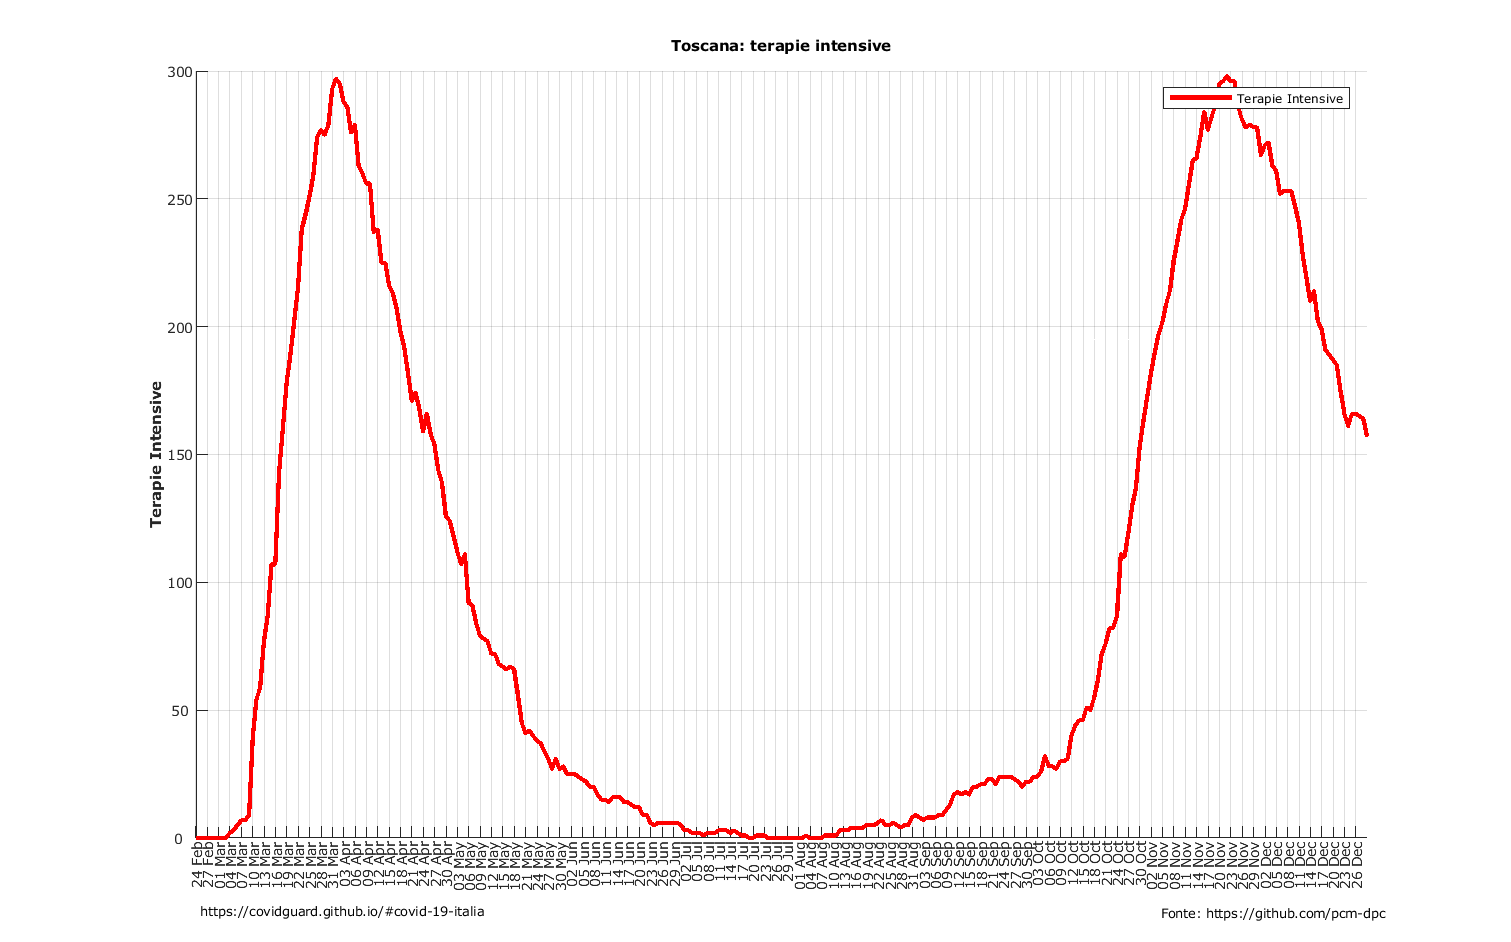 Toscana: terapie intensive
Terapie Intensive
300
250
200
150
100
50
0
Terapie Intensive
24 Feb
27 Feb
01 Mar
04 Mar
07 Mar
10 Mar
13 Mar
16 Mar
19 Mar
22 Mar
25 Mar
28 Mar
31 Mar
03 Apr
06 Apr
09 Apr
12 Apr
15 Apr
18 Apr
21 Apr
24 Apr
27 Apr
30 Apr
03 May
06 May
09 May
12 May
15 May
18 May
21 May
24 May
27 May
30 May
02 Jun
05 Jun
08 Jun
11 Jun
14 Jun
17 Jun
20 Jun
23 Jun
26 Jun
29 Jun
02 Jul
05 Jul
08 Jul
11 Jul
14 Jul
17 Jul
20 Jul
23 Jul
26 Jul
29 Jul
01 Aug
04 Aug
07 Aug
10 Aug
13 Aug
16 Aug
19 Aug
22 Aug
25 Aug
28 Aug
31 Aug
03 Sep
06 Sep
09 Sep
12 Sep
15 Sep
18 Sep
21 Sep
24 Sep
27 Sep
30 Sep
03 Oct
06 Oct
09 Oct
12 Oct
15 Oct
18 Oct
21 Oct
24 Oct
27 Oct
30 Oct
02 Nov
05 Nov
08 Nov
11 Nov
14 Nov
17 Nov
20 Nov
23 Nov
26 Nov
29 Nov
02 Dec
05 Dec
08 Dec
11 Dec
14 Dec
17 Dec
20 Dec
23 Dec
26 Dec
https://covidguard.github.io/#covid-19-italia
Fonte: https://github.com/pcm-dpc